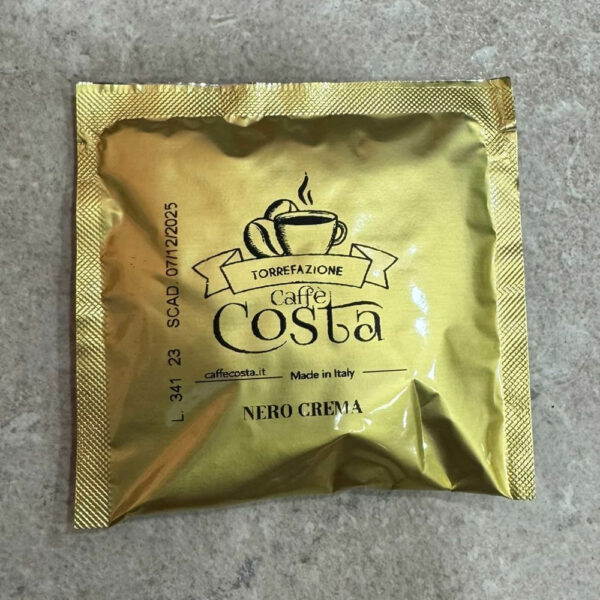 TORREFAZIONE
Caffè
Costa
caffecosta.it Made in Italy
NERO CREMA
L. 341 23 SCAD. 07/12/2025